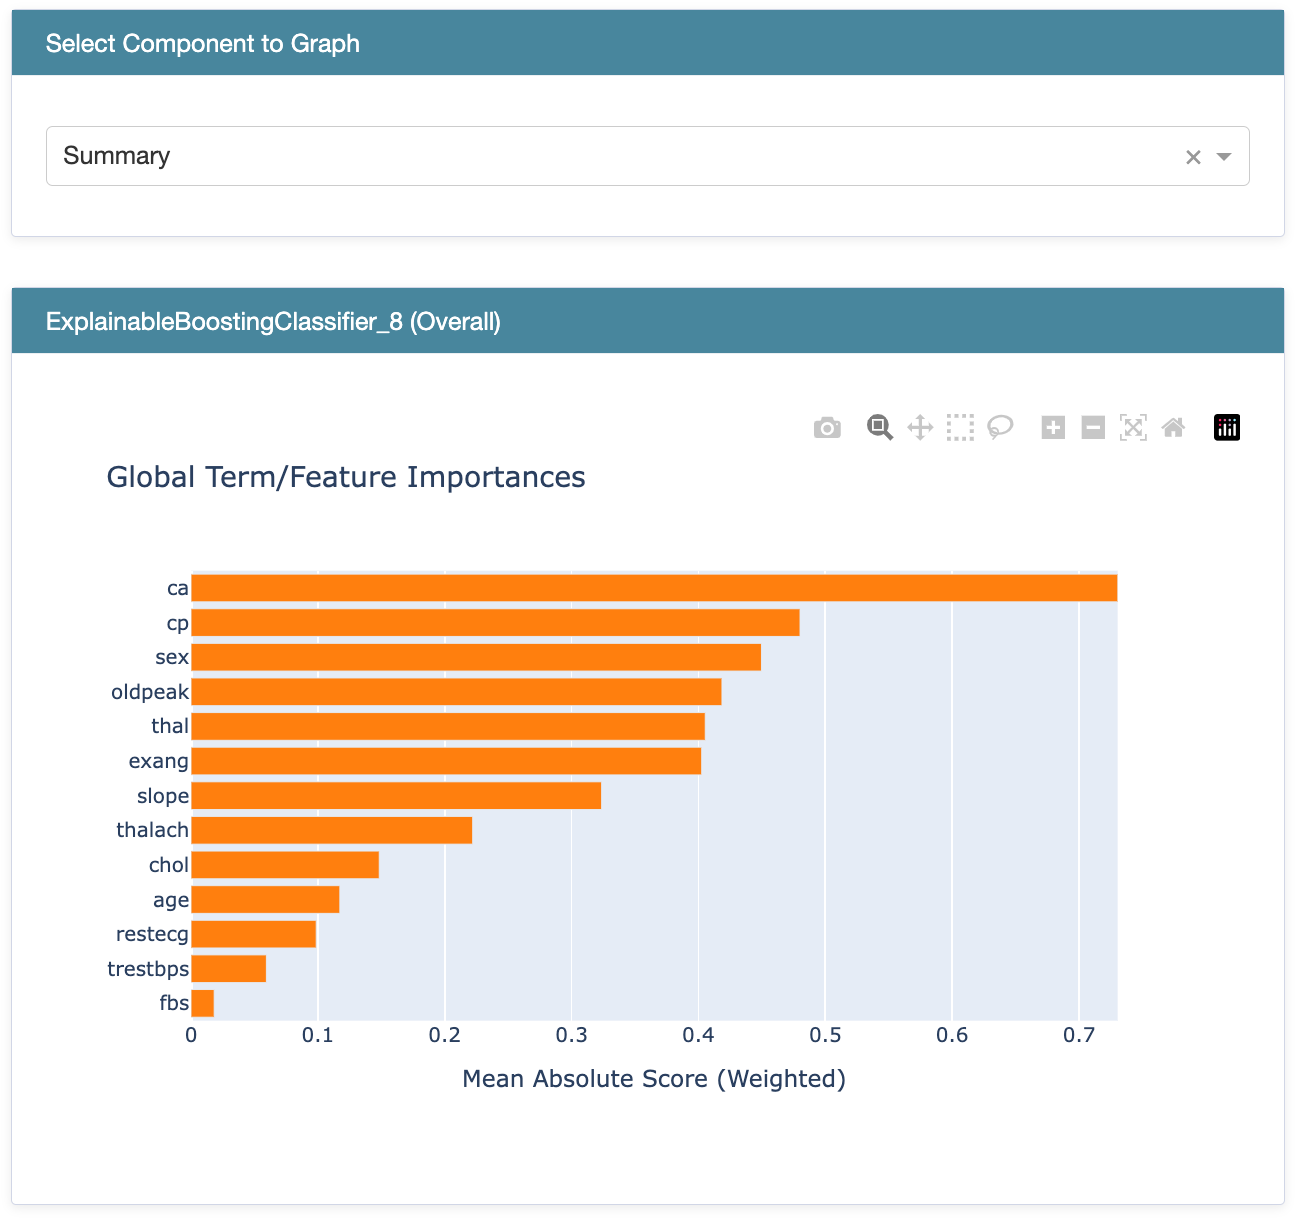 Select Component to Graph
Summary
ExplainableBoostingClassifier_8 (Overall)
Global Term/Feature Importances
ca
cp
sex
oldpeak
thal
exang
slope
thalach
chol
age
restecg
trestbps
fbs
0 0.1 0.2 0.3 0.4 0.5 0.6 0.7
Mean Absolute Score (Weighted)